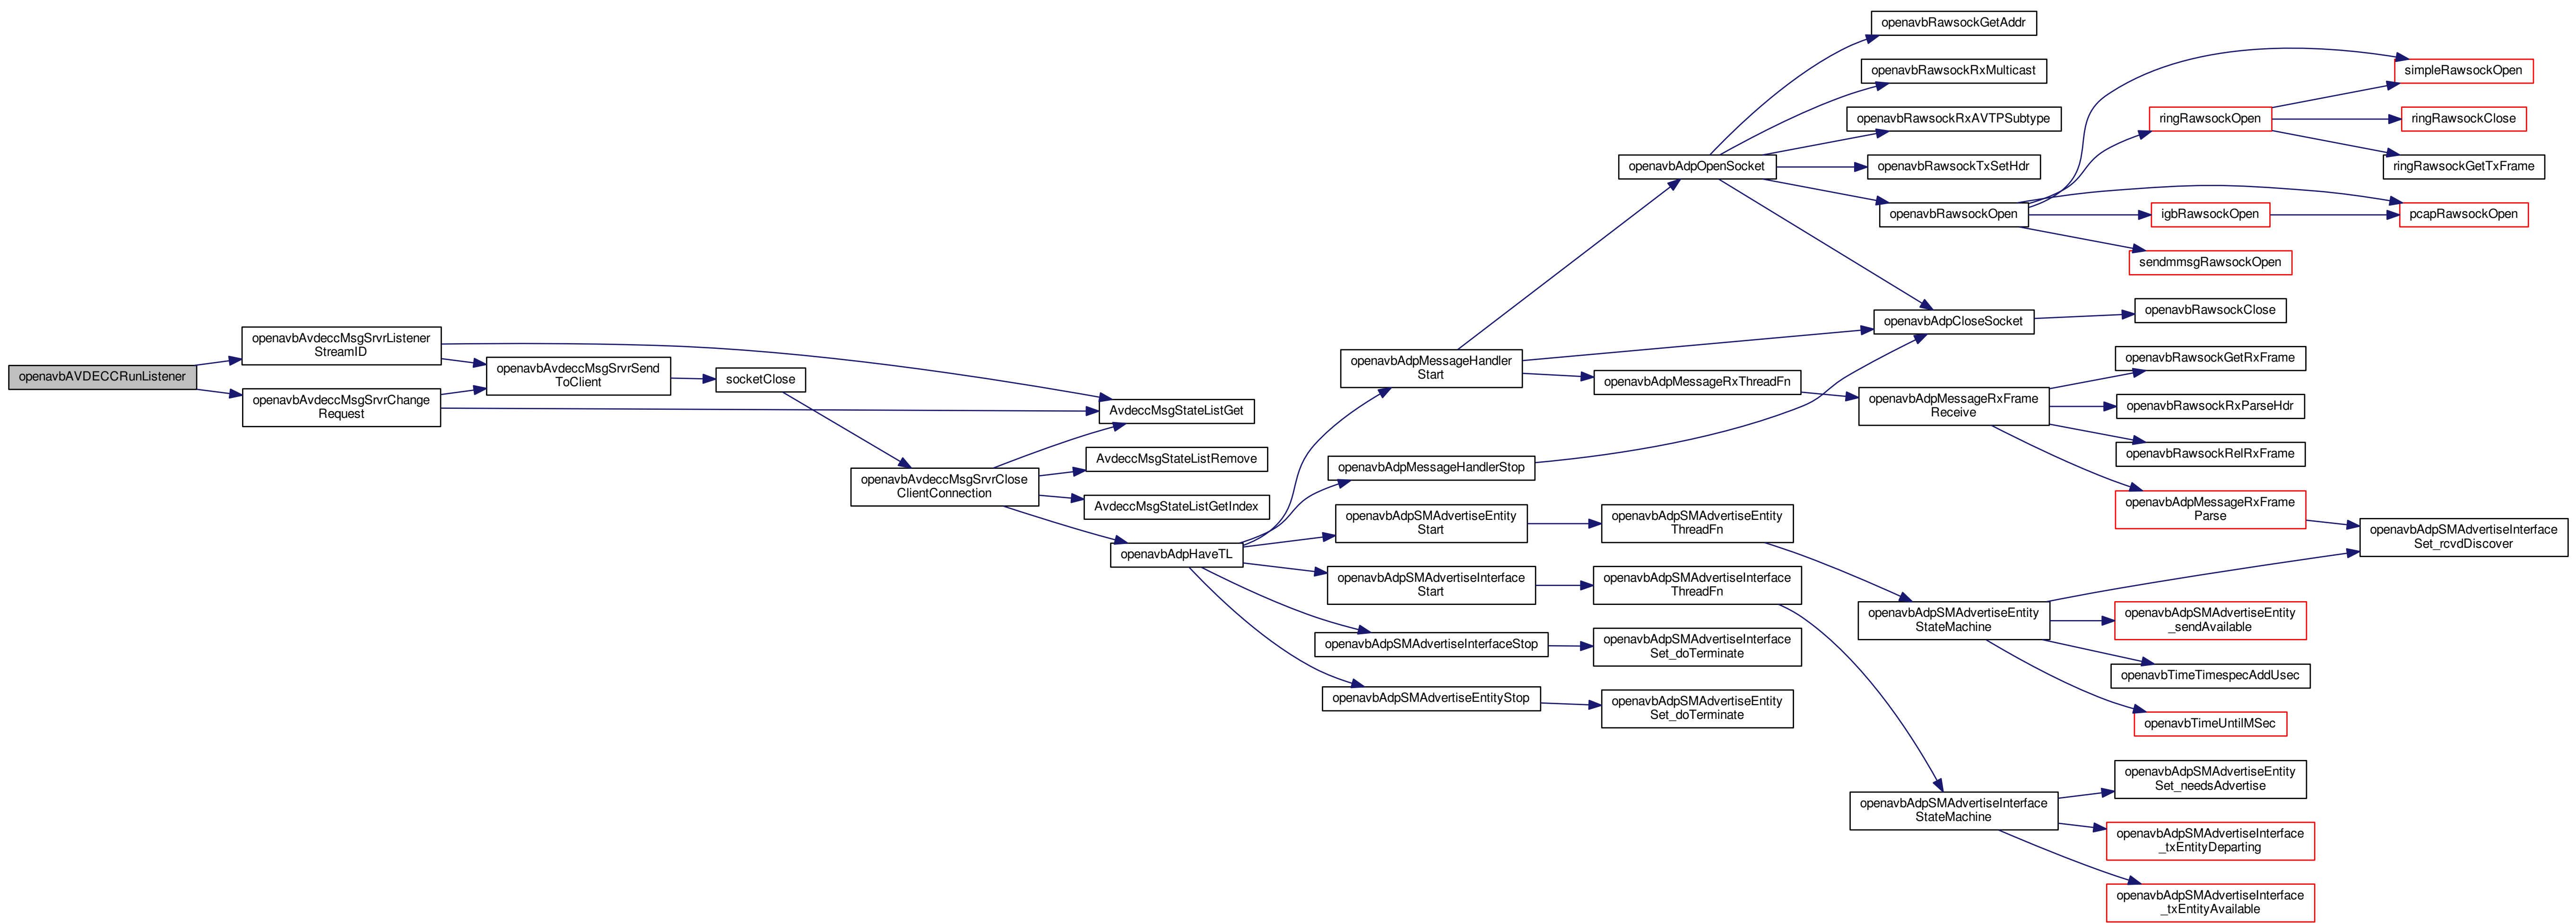 openavbAVDECCRunListener
openavbAvdeccMsgSrvrListener
StreamID
openavbAvdeccMsgSrvrChange
Request
openavbAvdeccMsgSrvrSend
ToClient
socketClose
openavbAvdeccMsgSrvrClose
ClientConnection
AvdeccMsgStateListGet
AvdeccMsgStateListRemove
AvdeccMsgStateListGetIndex
openavbAdpHaveTL
openavbAdpMessageHandler
Start
openavbAdpMessageHandlerStop
openavbAdpSMAdvertiseEntity
Start
openavbAdpSMAdvertiseInterface
Start
openavbAdpSMAdvertiseInterfaceStop
openavbAdpSMAdvertiseEntityStop
openavbAdpOpenSocket
openavbAdpMessageRxThreadFn
openavbAdpSMAdvertiseEntity
ThreadFn
openavbAdpSMAdvertiseInterface
ThreadFn
openavbAdpSMAdvertiseInterface
Set_doTerminate
openavbAdpSMAdvertiseEntity
Set_doTerminate
openavbRawsockGetAddr
openavbRawsockRxMulticast
openavbRawsockRxAVTPSubtype
openavbRawsockTxSetHdr
openavbRawsockOpen
openavbAdpCloseSocket
openavbAdpMessageRxFrame
Receive
openavbAdpSMAdvertiseEntity
StateMachine
openavbAdpSMAdvertiseInterface
StateMachine
ringRawsockOpen
igbRawsockOpen
sendmmsgRawsockOpen
openavbRawsockClose
openavbRawsockGetRxFrame
openavbRawsockRxParseHdr
openavbRawsockRelRxFrame
openavbAdpMessageRxFrame
Parse
openavbAdpSMAdvertiseEntity
_sendAvailable
openavbTimeTimespecAddUsec
openavbTimeUntilMSec
openavbAdpSMAdvertiseEntity
Set_needsAdvertise
openavbAdpSMAdvertiseInterface
_txEntityDeparting
openavbAdpSMAdvertiseInterface
_txEntityAvailable
simpleRawsockOpen
ringRawsockClose
ringRawsockGetTxFrame
pcapRawsockOpen
openavbAdpSMAdvertiseInterface
Set_rcvdDiscover